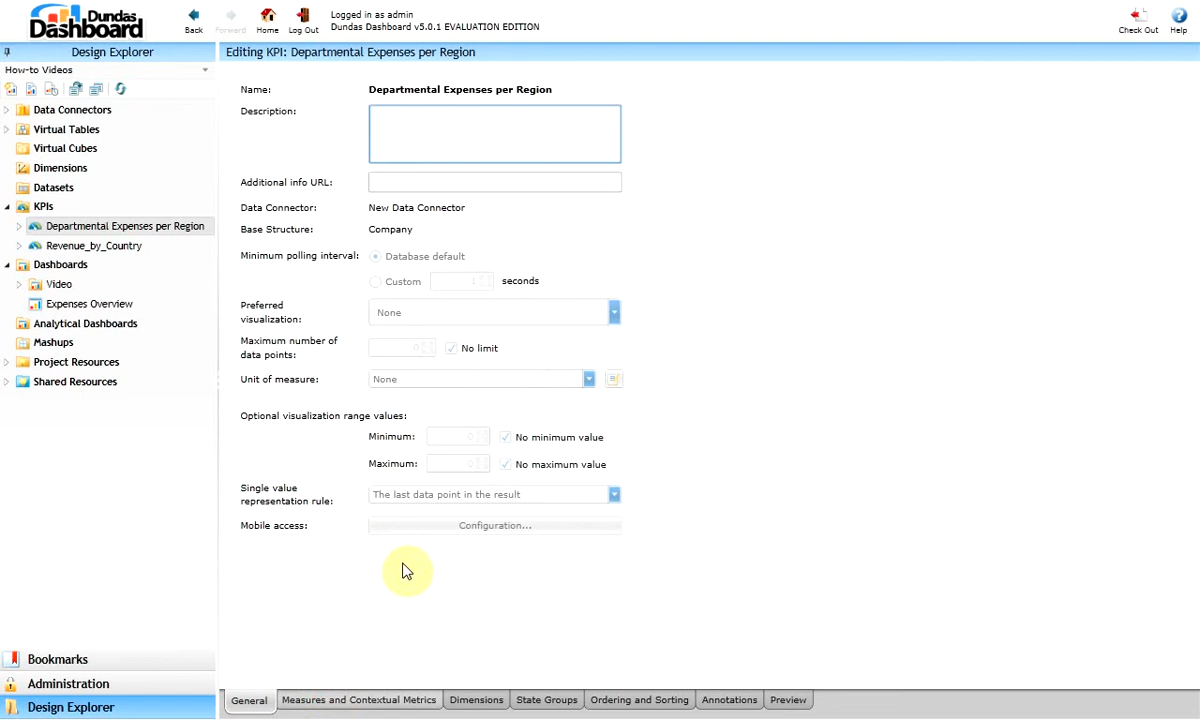 Dundas
Dashboard
Back
Forward
Home
Log Out
Logged in as admin
Dundas Dashboard v5.0.1 EVALUATION EDITION
Check Out
Help
Design Explorer
Editing KPI: Departmental Expenses per Region
How-to Videos
Data Connectors
Virtual Tables
Virtual Cubes
Dimensions
Datasets
KPIs
Departmental Expenses per Region
Revenue_by_Country
Dashboards
Video
Expenses Overview
Analytical Dashboards
Mashups
Project Resources
Shared Resources
Bookmarks
Administration
Design Explorer
Name: Departmental Expenses per Region
Description:
Additional info URL:
Data Connector: New Data Connector
Base Structure: Company
Minimum polling interval: Database default
Custom 1 seconds
Preferred
visualization: None
Maximum number of
data points: 0 No limit
Unit of measure: None
Optional visualization range values:
Minimum: 0 No minimum value
Maximum: 0 No maximum value
Single value
representation rule: The last data point in the result
Mobile access: Configuration...
General Measures and Contextual Metrics Dimensions State Groups Ordering and Sorting Annotations Preview